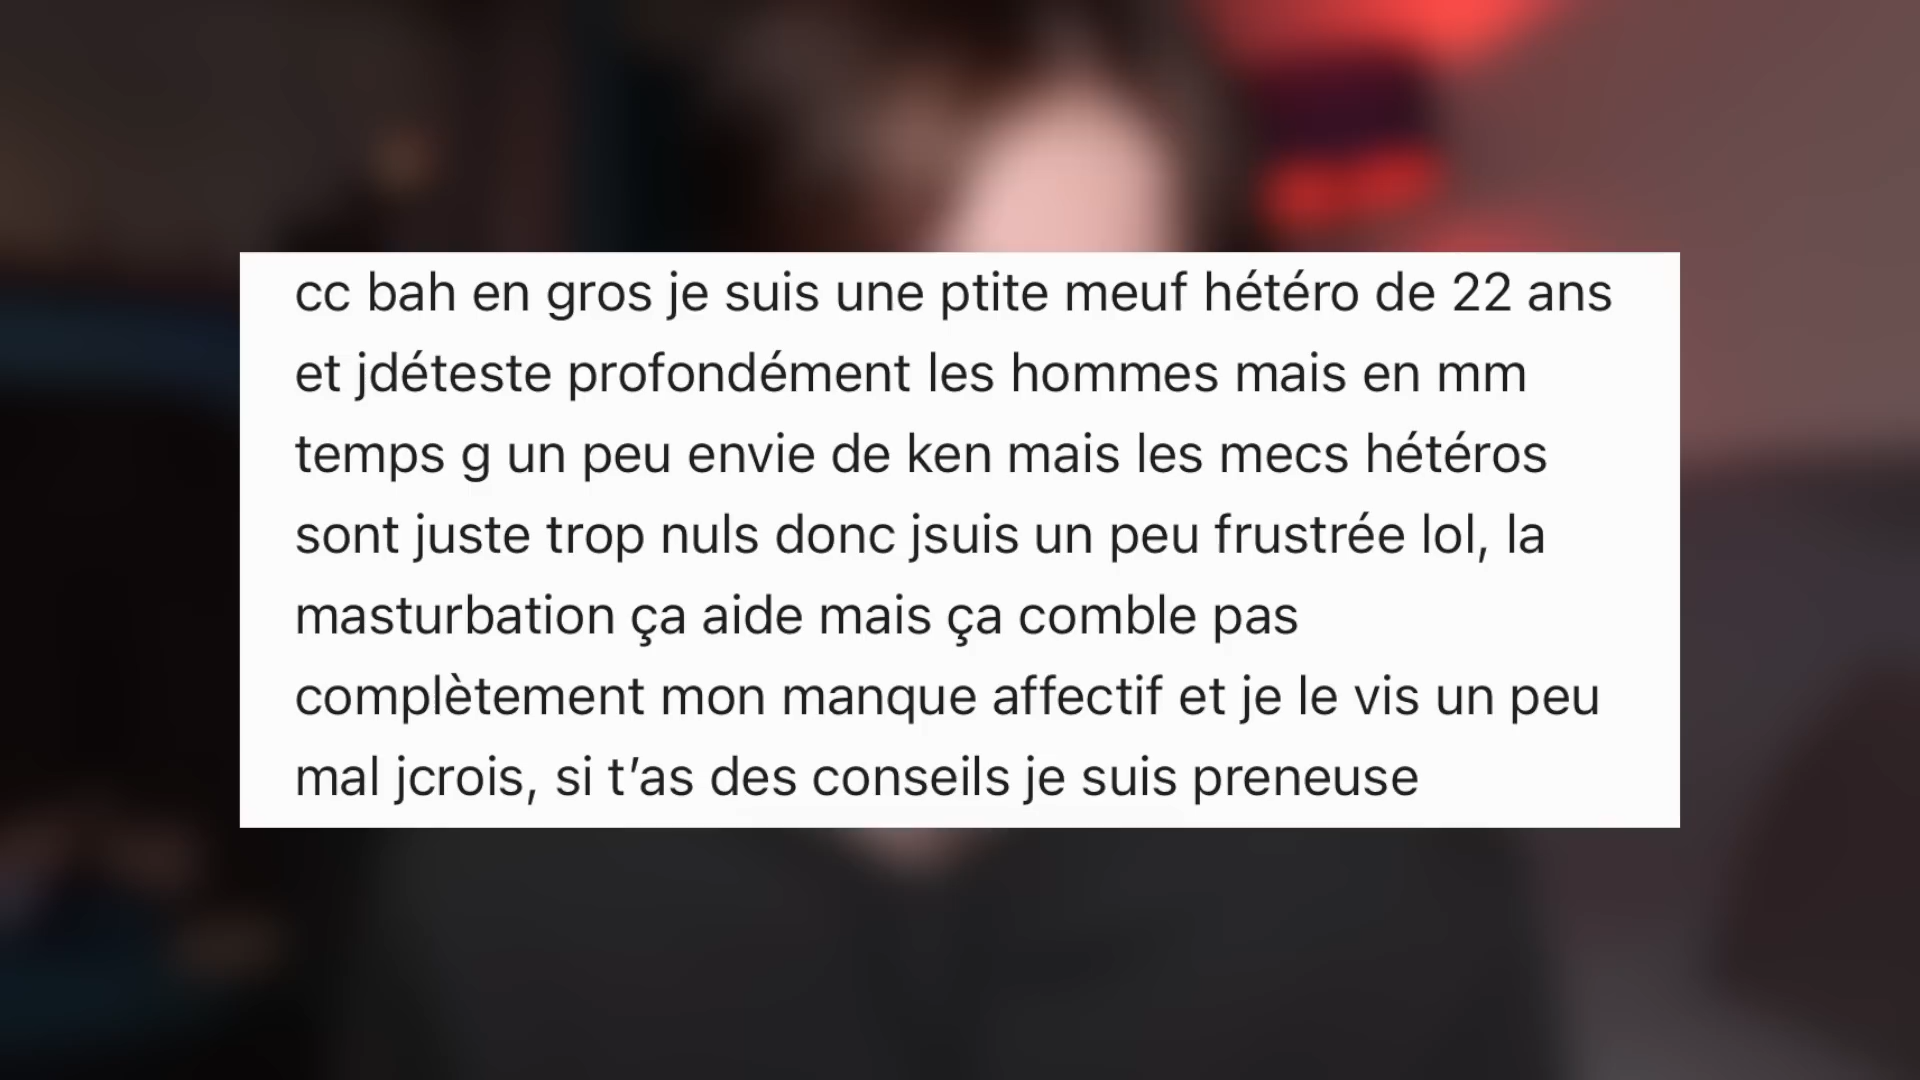 cc bah en gros je suis une ptite meuf hétéro de 22 ans
et jdéteste profondément les hommes mais en mm
temps g un peu envie de ken mais les mecs hétéros
sont juste trop nuls donc jsuis un peu frustrée lol, la
masturbation ça aide mais ça comble pas
complètement mon manque affectif et je le vis un peu
mal jcrois, si t’as des conseils je suis preneuse